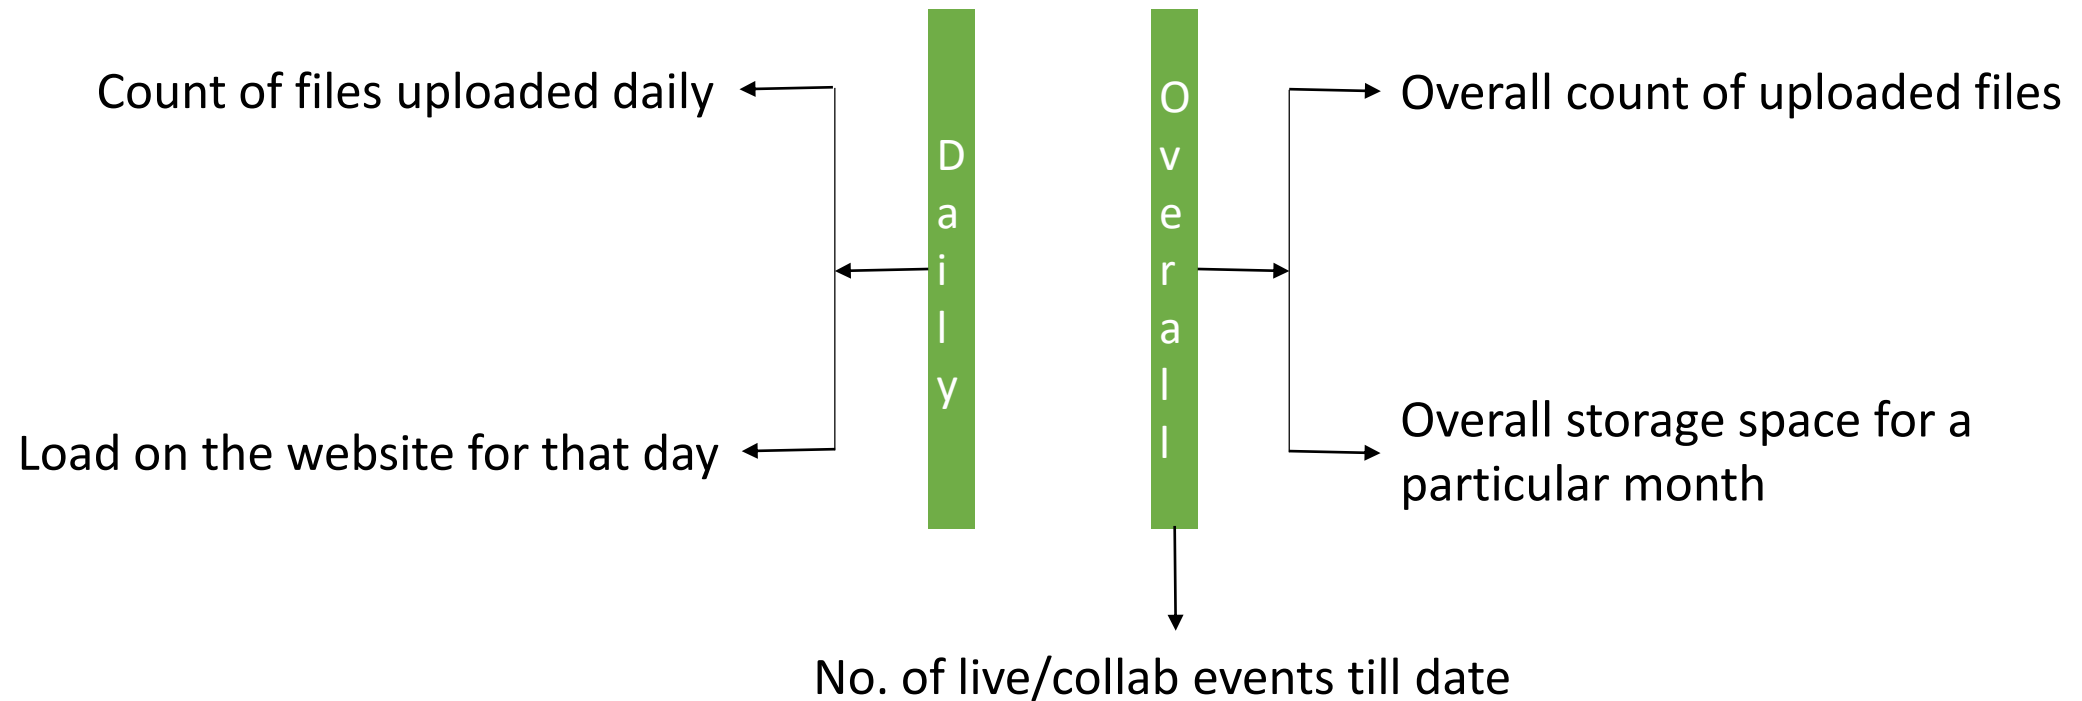 Count of files uploaded daily
Load on the website for that day
Daily
Overall
Overall count of uploaded files
Overall storage space for a
particular month
No. of live/collab events till date